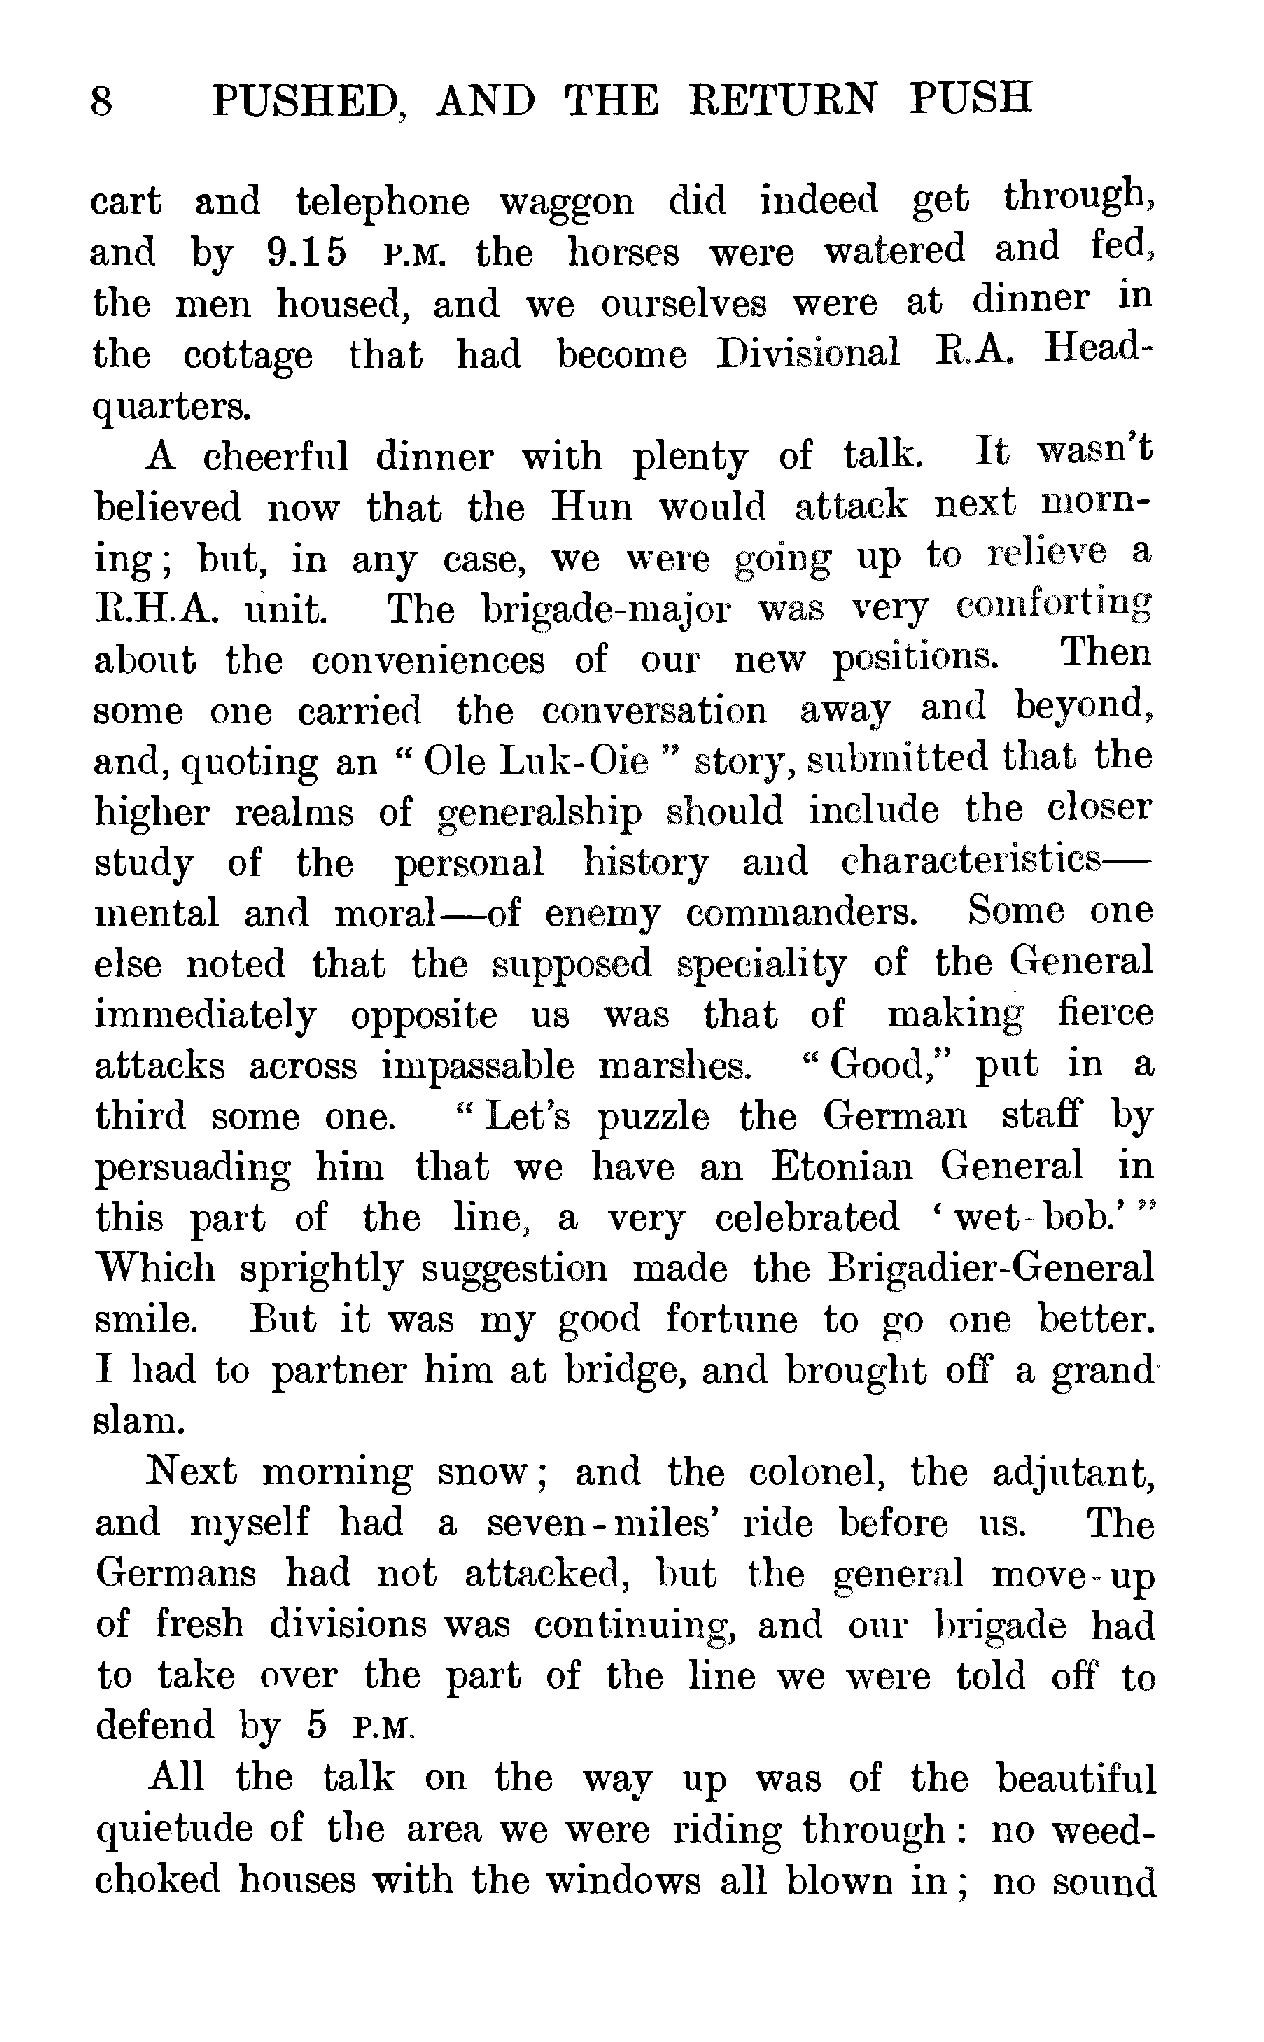 8 PUSHED, AND THE RETURN PUSH
cart and telephone waggon did indeed get through,
and by 9.15 P.M. the horses were watered and fed,
the men housed, and we ourselves were at dinner in
the cottage that had become Divisional R.A. Head-
quarters.
A cheerful dinner with plenty of talk. It wasn't
believed now that the Hun would attack next morn-
ing; but, in any case, we were going up to relieve a
R.H.A. unit. The brigade-major was very comforting
about the conveniences of our new positions. Then
some one carried the conversation away and beyond,
and, quoting an “Ole Luk-Oie” story, submitted that the
higher realms of generalship should include the closer
study of the personal history and characteristics—
mental and moral—of enemy commanders. Some one
else noted that the supposed speciality of the General
immediately opposite us was that of making fierce
attacks across impassable marshes. “Good,” put in a
third some one. “Let's puzzle the German staff by
persuading him that we have an Etonian General in
this part of the line, a very celebrated ‘wet-bob.’”
Which sprightly suggestion made the Brigadier-General
smile. But it was my good fortune to go one better.
I had to partner him at bridge, and brought off a grand
slam.
Next morning snow; and the colonel, the adjutant,
and myself had a seven-miles' ride before us. The
Germans had not attacked, but the general move-up
of fresh divisions was continuing, and our brigade had
to take over the part of the line we were told off to
defend by 5 P.M.
All the talk on the way up was of the beautiful
quietude of the area we were riding through: no weed-
choked houses with the windows all blown in; no sound